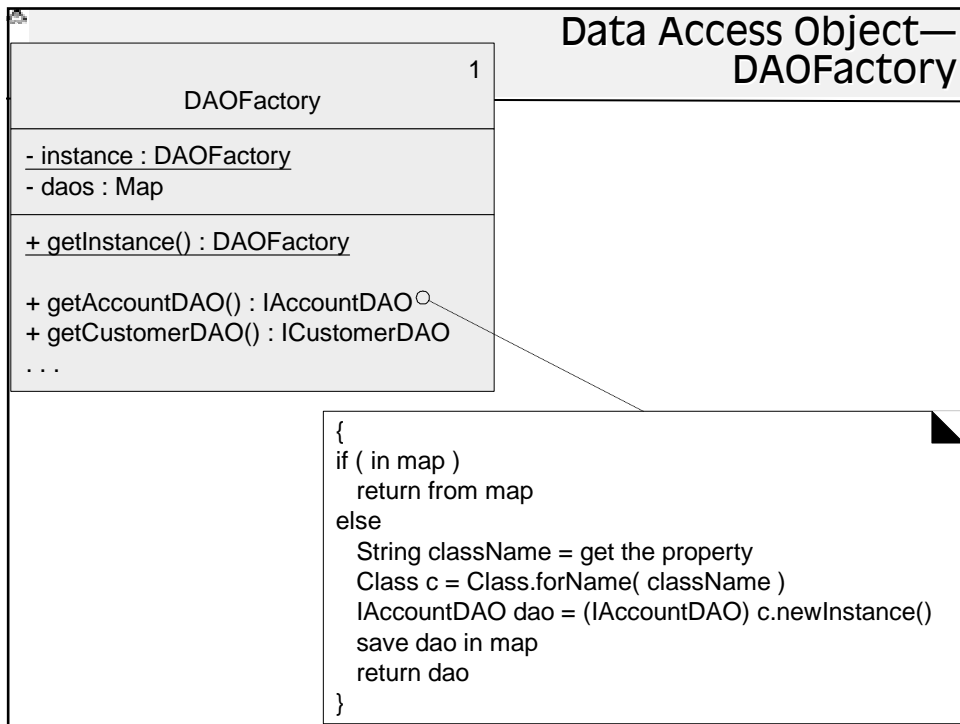 Data Access Object—
DAOFactory
1
DAOFactory
- instance : DAOFactory
- daos : Map
+ getInstance() : DAOFactory
+ getAccountDAO() : IAccountDAO
+ getCustomerDAO() : ICustomerDAO
. . .
{
if ( in map )
return from map
else
String className = get the property
Class c = Class.forName( className )
IAccountDAO dao = (IAccountDAO) c.newInstance()
save dao in map
return dao
}